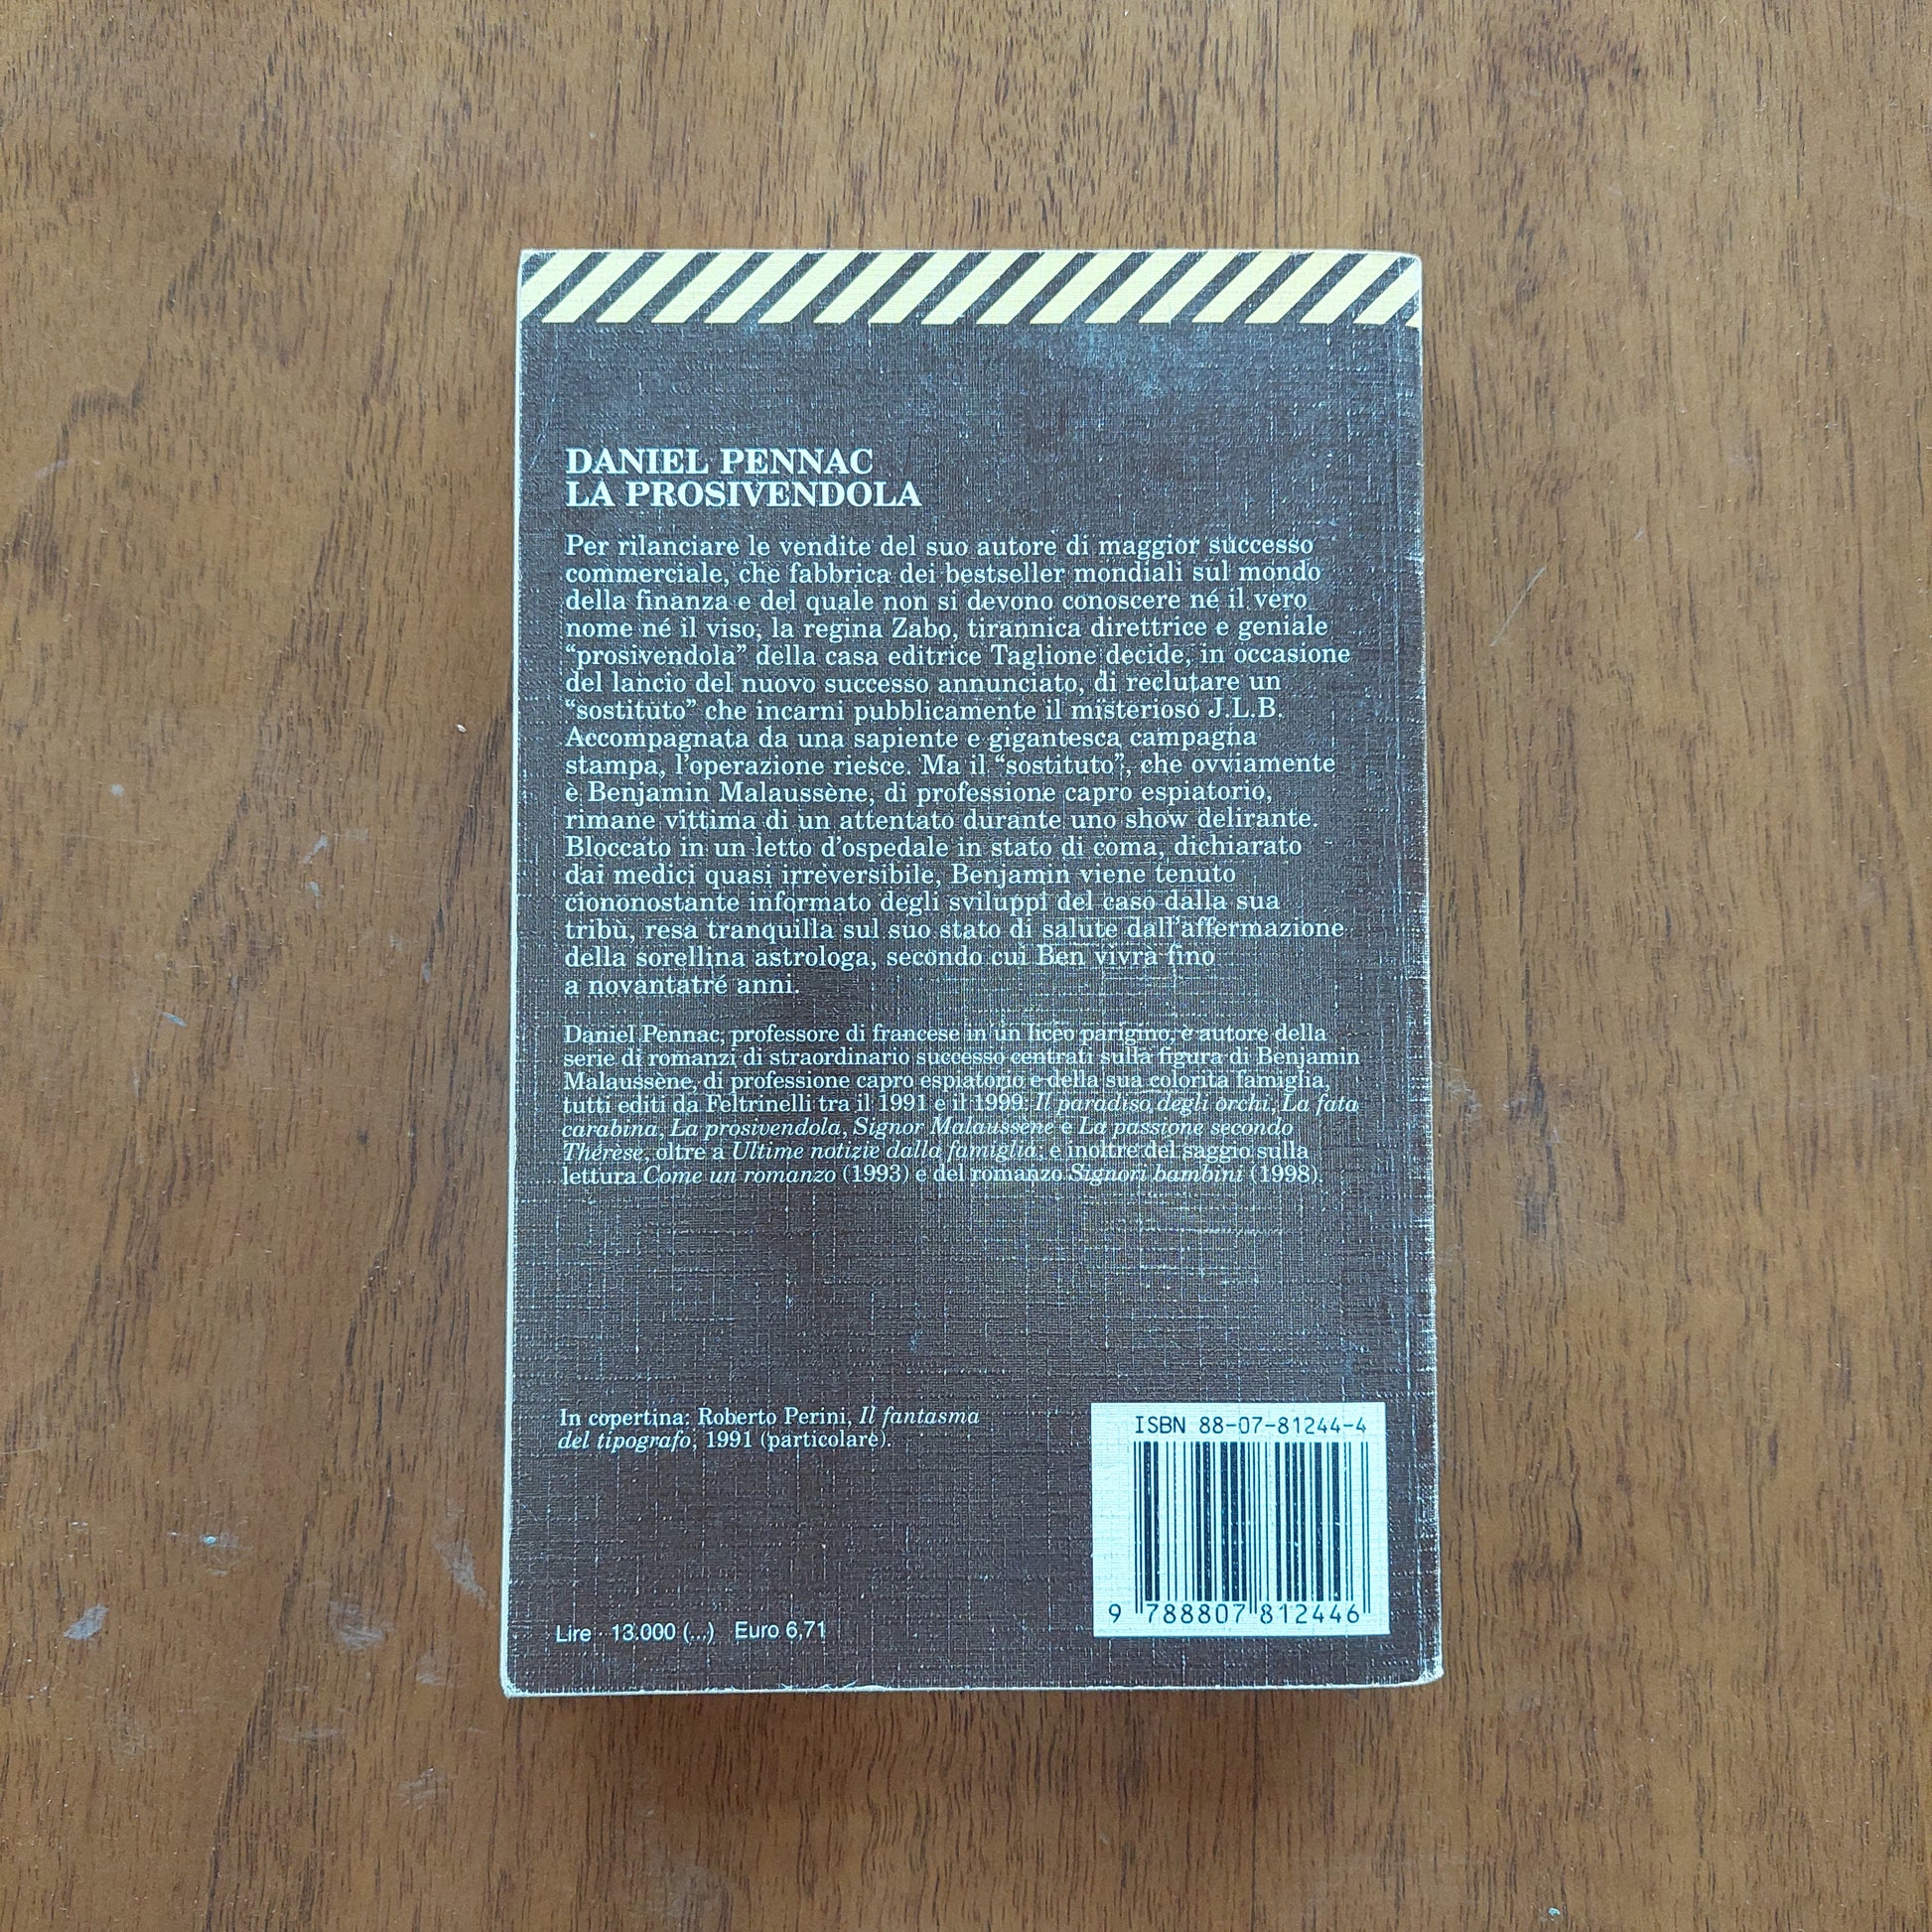 DANIEL PENNAC
LA PROSIVENDOLA
Per rilanciare le vendite del suo autore di maggior successo
commerciale, che fabbrica dei bestseller mondiali sul mondo
della finanza e del quale non si devono conoscere né il vero
nome né il viso, la regina Zabo, tirannica direttrice e geniale
“prosivendola” della casa editrice Taglione decide, in occasione
del lancio del nuovo successo annunciato, di reclutare un
“sostituto” che incarni pubblicamente il misterioso J.L.B.
Accompagnata da una sapiente e gigantesca campagna
stampa, l’operazione riesce. Ma il “sostituto”, che ovviamente
è Benjamin Malaussène, di professione capro espiatorio,
rimane vittima di un attentato durante uno show delirante.
Bloccato in un letto d’ospedale in stato di coma, dichiarato
dai medici quasi irreversibile, Benjamin viene tenuto
ciononostante informato degli sviluppi del caso dalla sua
tribù, resa tranquilla sul suo stato di salute dall’affermazione
della sorellina astrologa, secondo cui Ben vivrà fino
a novantatré anni.
Daniel Pennac, professore di francese in un liceo parigino, è autore della
serie di romanzi di straordinario successo centrati sulla figura di Benjamin
Malaussène, di professione capro espiatorio e della sua colorita famiglia,
tutti editi da Feltrinelli tra il 1991 e il 1999: Il paradiso degli orchi, La fata
carabina, La prosivendola, Signor Malaussène e La passione secondo
Thérèse, oltre a Ultime notizie dalla famiglia; e inoltre del saggio sulla
lettura Come un romanzo (1993) e del romanzo Signori bambini (1998).
In copertina: Roberto Perini, Il fantasma
del tipografo, 1991 (particolare).
ISBN 88-07-81244-4
9 788807 812446
Lire 13.000 (...) Euro 6,71